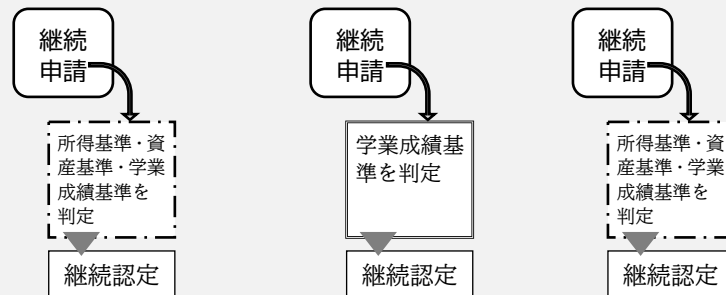 継続
申請
所得基準・資
産基準・学業
成績基準を
判定
継続認定
継続
申請
学業成績基
準を判定
継続認定
継続
申請
所得基準・資
産基準・学業
成績基準を
判定
継続認定